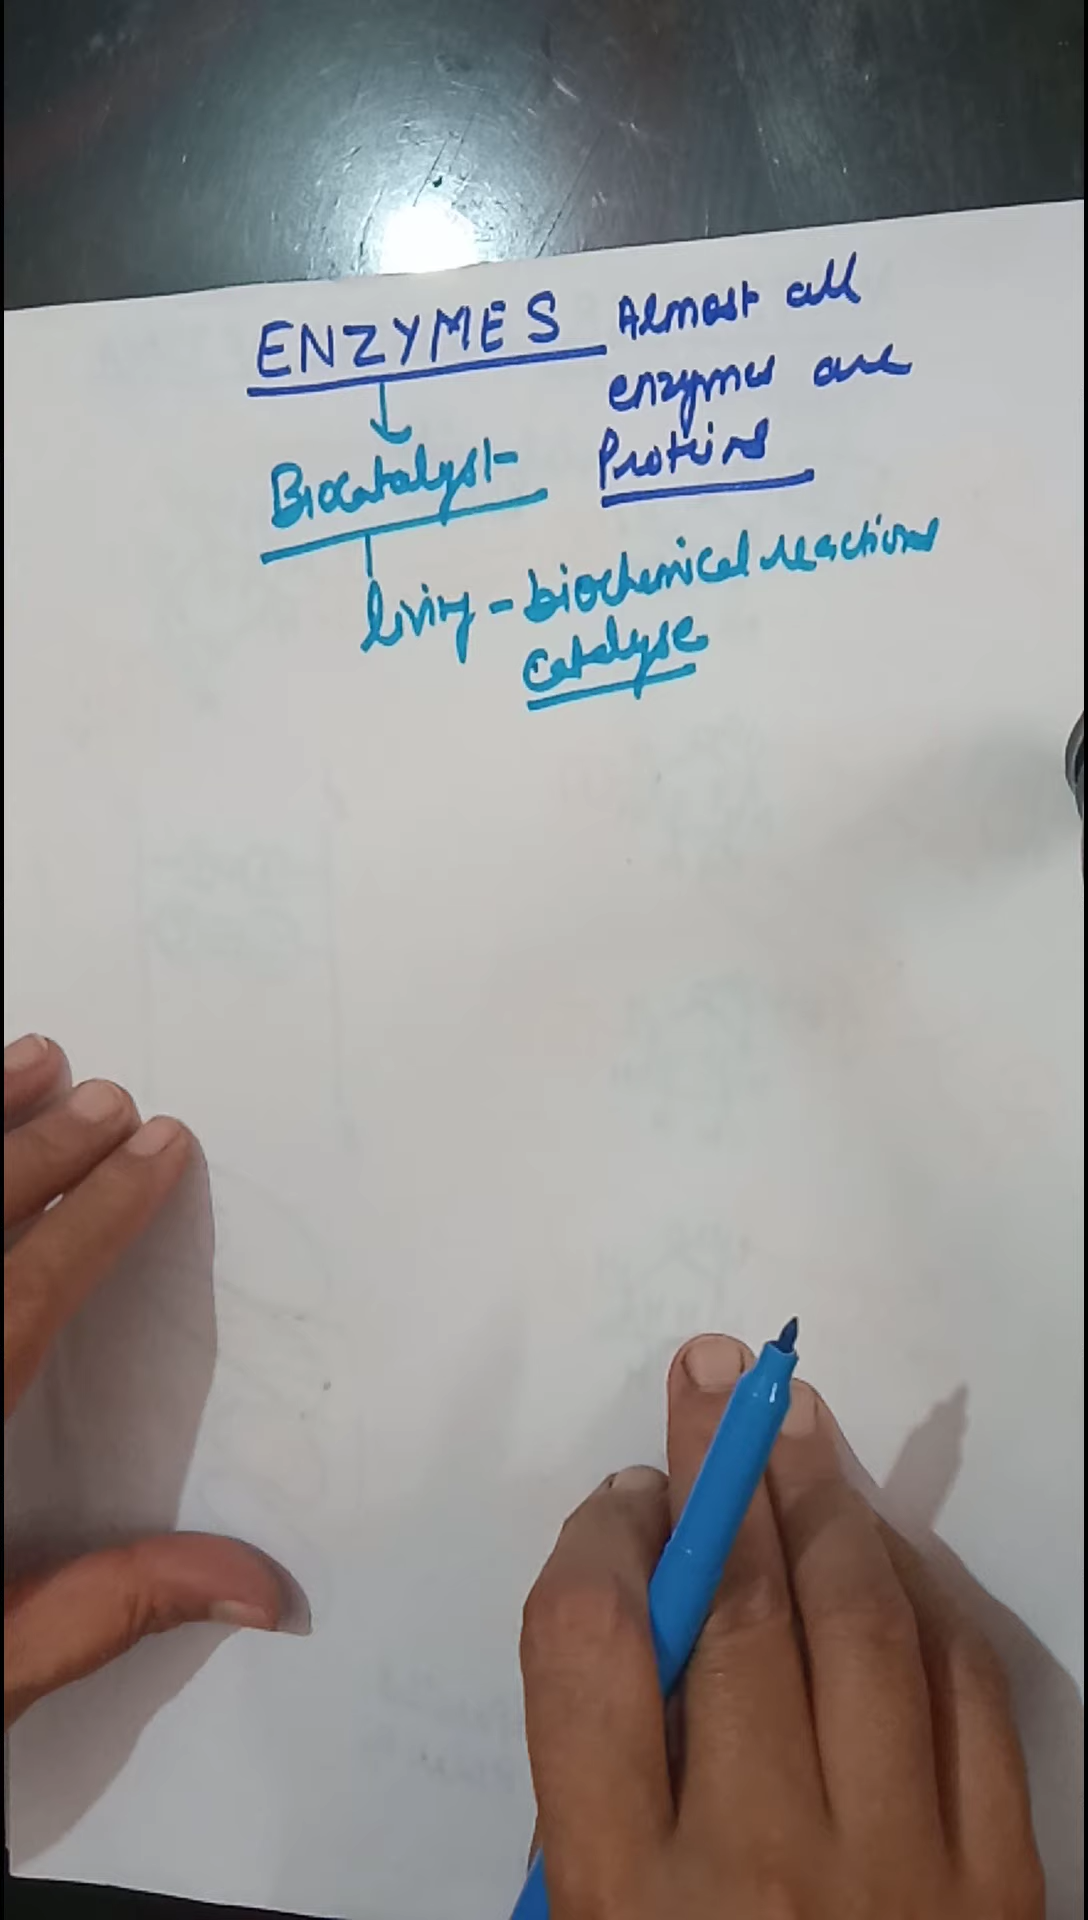 ENZYMES
Almost all
enzymes are
Proteins
Biocatalyst
living - biochemical reactions
catalyse